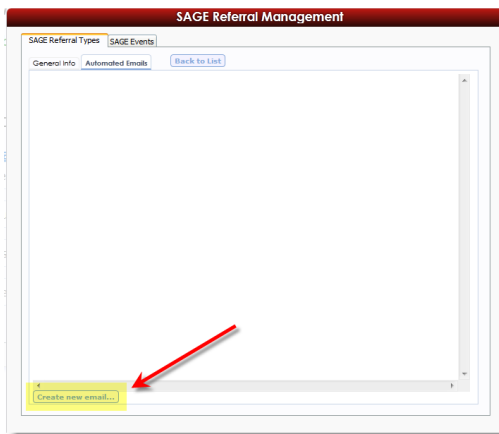 SAGE Referral Management
SAGE Referral Types SAGE Events
General Info Automated Emails Back to List
Create new email...